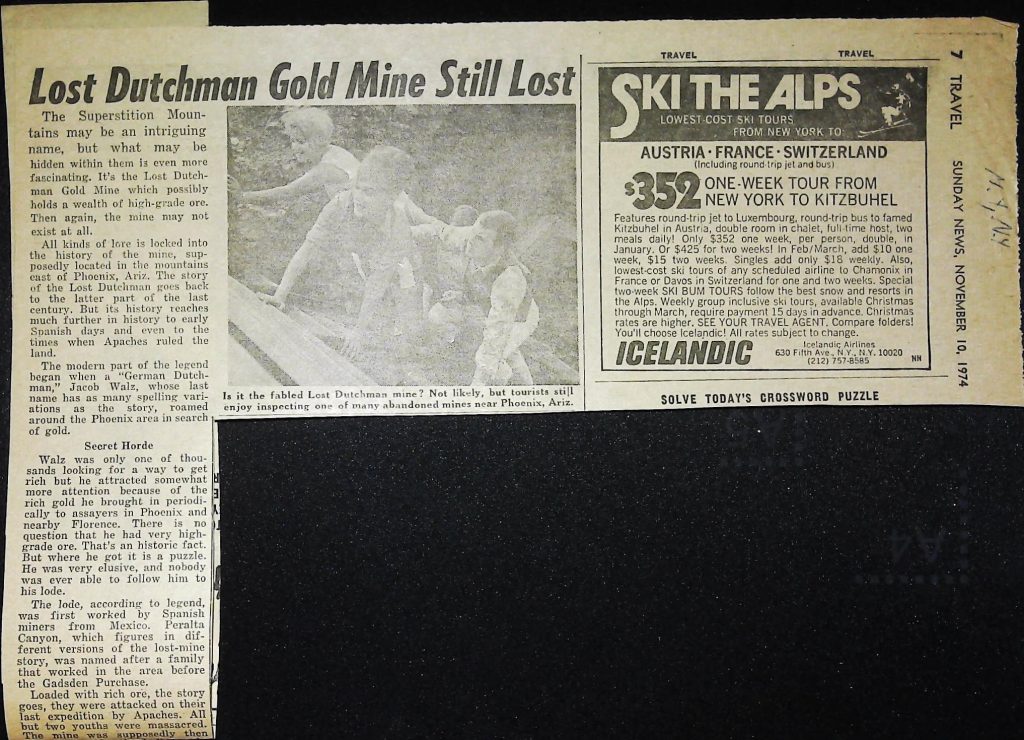 Lost Dutchman Gold Mine Still Lost
The Superstition Moun-
tains may be an intriguing
name, but what may be
hidden within them is even more
fascinating. It's the Lost Dutch-
man Gold Mine which possibly
holds a wealth of high-grade ore.
Then again, the mine may not
exist at all.
All kinds of lore is locked into
the history of the mine, sup-
posedly located in the mountains
east of Phoenix, Ariz. The story
of the Lost Dutchman goes back
to the latter part of the last
century. But its history reaches
much further in history to early
Spanish days and even to the
times when Apaches ruled the
land.
The modern part of the legend
began when a "German Dutch-
man," Jacob Walz, whose last
name has as many spelling vari-
ations as the story, roamed
around the Phoenix area in search
of gold.
Secret Horde
Walz was only one of thou-
sands looking for a way to get
rich but he attracted somewhat
more attention because of the
rich gold he brought in periodi-
cally to assayers in Phoenix and
nearby Florence. There is no
question that he had very high-
grade ore. That's an historic fact.
But where he got it is a puzzle.
He was very elusive, and nobody
was ever able to follow him to
his lode.
The lode, according to legend,
was first worked by Spanish
miners from Mexico. Peralta
Canyon, which figures in dif-
ferent versions of the lost-mine
story, was named after a family
that worked in the area before
the Gadsden Purchase.
Loaded with rich ore, the story
goes, they were attacked on their
last expedition by Apaches. All
but two youths were massacred.
The mine was supposedly then
Is it the fabled Lost Dutchman mine? Not likely, but tourists still
enjoy inspecting one of many abandoned mines near Phoenix, Ariz.
TRAVEL TRAVEL
SKI THE ALPS
LOWEST-COST SKI TOURS
FROM NEW YORK TO:
AUSTRIA · FRANCE · SWITZERLAND
(Including round-trip jet and bus)
$352 ONE-WEEK TOUR FROM
NEW YORK TO KITZBUHEL
Features round-trip jet to Luxembourg, round-trip bus to famed
Kitzbuhel in Austria, double room in chalet, full-time host, two
meals daily! Only $352 one week, per person, double, in
January. Or $425 for two weeks! In Feb/March, add $10 one
week, $15 two weeks. Singles add only $18 weekly. Also,
lowest-cost ski tours of any scheduled airline to Chamonix in
France or Davos in Switzerland for one and two weeks. Special
two-week SKI BUM TOURS follow the best snow and resorts in
the Alps. Weekly group inclusive ski tours, available Christmas
through March, require payment 15 days in advance. Christmas
rates are higher. SEE YOUR TRAVEL AGENT. Compare folders!
You'll choose Icelandic! All rates subject to change.
ICELANDIC
Icelandic Airlines
630 Fifth Ave., N.Y., N.Y. 10020
(212) 757-8585
NN
SOLVE TODAY'S CROSSWORD PUZZLE
7 TRAVEL SUNDAY NEWS, NOVEMBER 10, 1974
N.Y., N.Y.